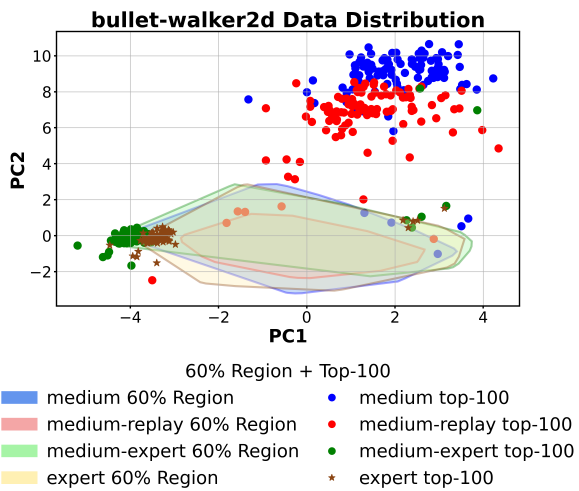 bullet-walker2d Data Distribution
PC2
10
8
6
4
2
0
−2
−4
−2
0
2
4
PC1
60% Region + Top-100
medium 60% Region
medium-replay 60% Region
medium-expert 60% Region
expert 60% Region
medium top-100
medium-replay top-100
medium-expert top-100
expert top-100